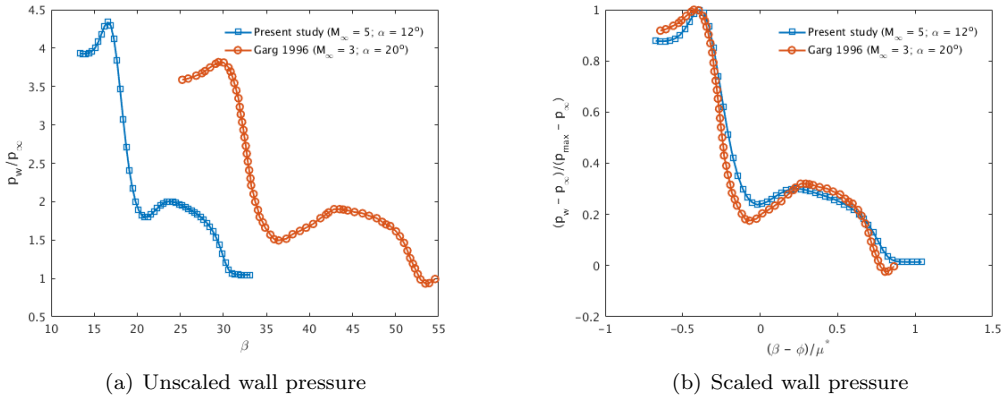 4.5
4
3.5
3
2.5
2
1.5
1
0.5
10 15 20 25 30 35 40 45 50 55
p_w/p_∞
β
Present study (M_∞ = 5; α = 12°)
Garg 1996 (M_∞ = 3; α = 20°)
(a) Unscaled wall pressure
1
0.8
0.6
0.4
0.2
0
-0.2
-1 -0.5 0 0.5 1 1.5
(p_w − p_∞)/(p_max − p_∞)
(β − ϕ)/μ*
Present study (M_∞ = 5; α = 12°)
Garg 1996 (M_∞ = 3; α = 20°)
(b) Scaled wall pressure